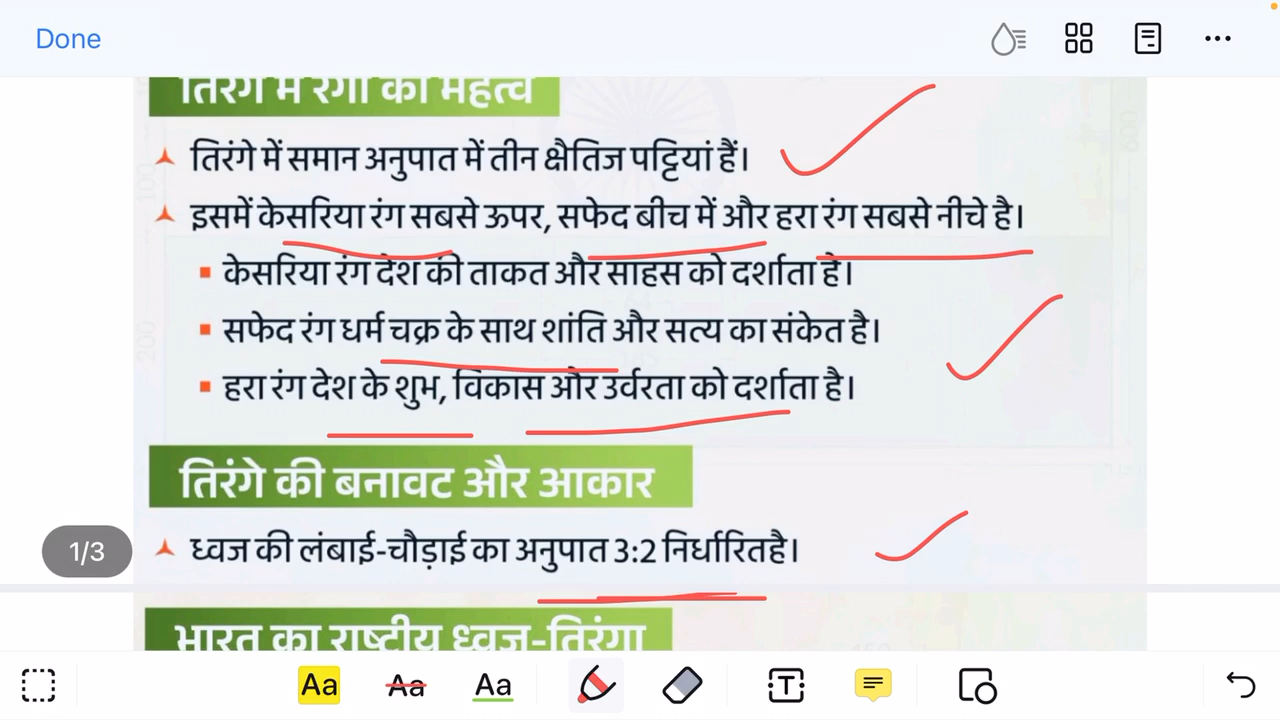 Done
तिरंगे में रंगों का महत्व
तिरंगे में समान अनुपात में तीन क्षैतिज पट्टियां हैं।
इसमें केसरिया रंग सबसे ऊपर, सफेद बीच में और हरा रंग सबसे नीचे है।
केसरिया रंग देश की ताकत और साहस को दर्शाता है।
सफेद रंग धर्म चक्र के साथ शांति और सत्य का संकेत है।
हरा रंग देश के शुभ, विकास और उर्वरता को दर्शाता है।
तिरंगे की बनावट और आकार
1/3
ध्वज की लंबाई-चौड़ाई का अनुपात 3:2 निर्धारितहै।
भारत का राष्ट्रीय ध्वज-तिरंगा
Aa Aa Aa T